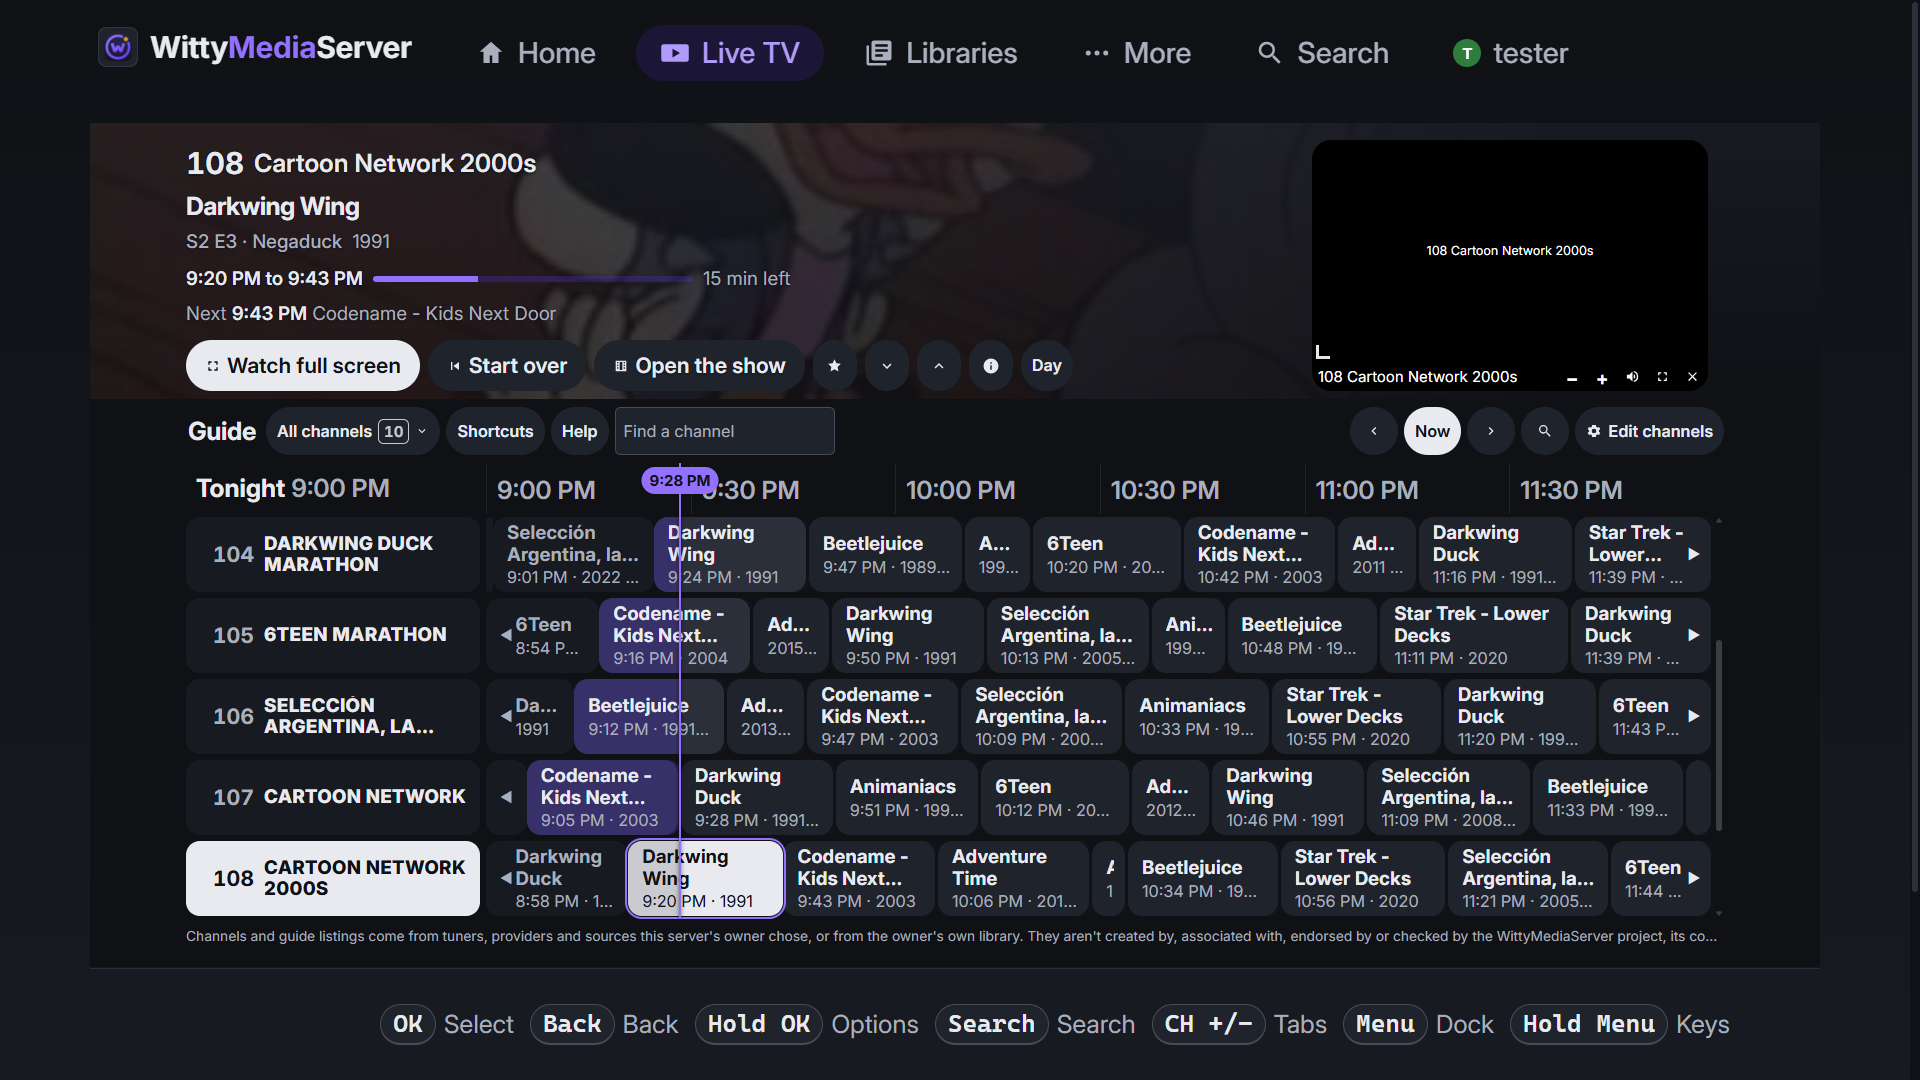 WittyMediaServer
Home
Live TV
Libraries
More
Search
T tester
108 Cartoon Network 2000s
Darkwing Wing
S2 E3 · Negaduck 1991
9:20 PM to 9:43 PM 15 min left
Next 9:43 PM Codename - Kids Next Door
Watch full screen
Start over
Open the show
Day
108 Cartoon Network 2000s
108 Cartoon Network 2000s
Guide
All channels 10
Shortcuts
Help
Find a channel
Now
Edit channels
Tonight 9:00 PM
9:00 PM
9:28 PM
9:30 PM
10:00 PM
10:30 PM
11:00 PM
11:30 PM
104 DARKWING DUCK
MARATHON
Selección
Argentina, la...
9:01 PM · 2022 ...
Darkwing
Wing
9:24 PM · 1991
Beetlejuice
9:47 PM · 1989...
A...
199...
6Teen
10:20 PM · 20...
Codename -
Kids Next...
10:42 PM · 2003
Ad...
2011 ...
Darkwing
Duck
11:16 PM · 1991...
Star Trek -
Lower...
11:39 PM · ...
105 6TEEN MARATHON
6Teen
8:54 P...
Codename -
Kids Next...
9:16 PM · 2004
Ad...
2015...
Darkwing
Wing
9:50 PM · 1991
Selección
Argentina, la...
10:13 PM · 2005...
Ani...
199...
Beetlejuice
10:48 PM · 19...
Star Trek - Lower
Decks
11:11 PM · 2020
Darkwing
Duck
11:39 PM · ...
106 SELECCIÓN
ARGENTINA, LA...
Da...
1991
Beetlejuice
9:12 PM · 1991...
Ad...
2013...
Codename -
Kids Next...
9:47 PM · 2003
Selección
Argentina, la...
10:09 PM · 200...
Animaniacs
10:33 PM · 19...
Star Trek -
Lower Decks
10:55 PM · 2020
Darkwing
Duck
11:20 PM · 199...
6Teen
11:43 P...
107 CARTOON NETWORK
Codename -
Kids Next...
9:05 PM · 2003
Darkwing
Duck
9:28 PM · 1991...
Animaniacs
9:51 PM · 199...
6Teen
10:12 PM · 20...
Ad...
2012...
Darkwing
Wing
10:46 PM · 1991
Selección
Argentina, la...
11:09 PM · 2008...
Beetlejuice
11:33 PM · 199...
108 CARTOON NETWORK
2000S
Darkwing
Duck
8:58 PM · 1...
Darkwing
Wing
9:20 PM · 1991
Codename -
Kids Next...
9:43 PM · 2003
Adventure
Time
10:06 PM · 201...
1
Beetlejuice
10:34 PM · 19...
Star Trek -
Lower Decks
10:56 PM · 2020
Selección
Argentina, la...
11:21 PM · 2005...
6Teen
11:44 ...
Channels and guide listings come from tuners, providers and sources this server's owner chose, or from the owner's own library. They aren't created by, associated with, endorsed by or checked by the WittyMediaServer project, its co...
OK Select
Back Back
Hold OK Options
Search Search
CH +/− Tabs
Menu Dock
Hold Menu Keys